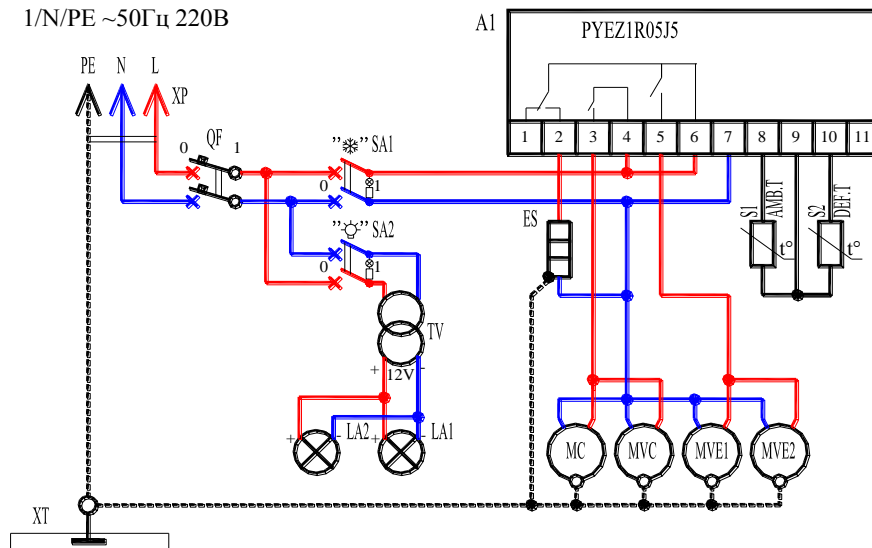 1/N/PE ~50Гц 220В
A1
PYEZ1R05J5
PE N L
XP
1 2 3 4 5 6 7 8 9 10 11
0 QF 1
"❄" SA1
0 1
"💡" SA2
0 1
ES
S1 AMB.T
t°
S2 DEF.T
t°
TV
+ 12V -
+ LA2 - + LA1 -
MC MVC MVE1 MVE2
XT